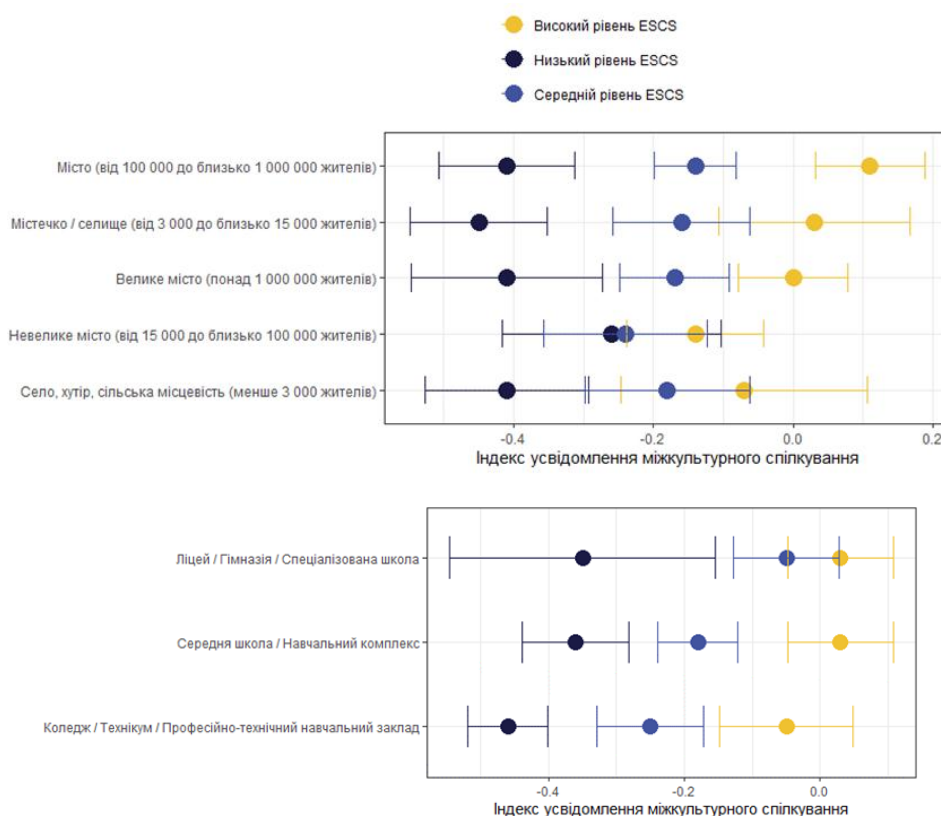 Високий рівень ESCS
Низький рівень ESCS
Середній рівень ESCS
Місто (від 100 000 до близько 1 000 000 жителів)
Містечко / селище (від 3 000 до близько 15 000 жителів)
Велике місто (понад 1 000 000 жителів)
Невелике місто (від 15 000 до близько 100 000 жителів)
Село, хутір, сільська місцевість (менше 3 000 жителів)
-0.4 -0.2 0.0 0.2
Індекс усвідомлення міжкультурного спілкування
Ліцей / Гімназія / Спеціалізована школа
Середня школа / Навчальний комплекс
Коледж / Технікум / Професійно-технічний навчальний заклад
-0.4 -0.2 0.0
Індекс усвідомлення міжкультурного спілкування